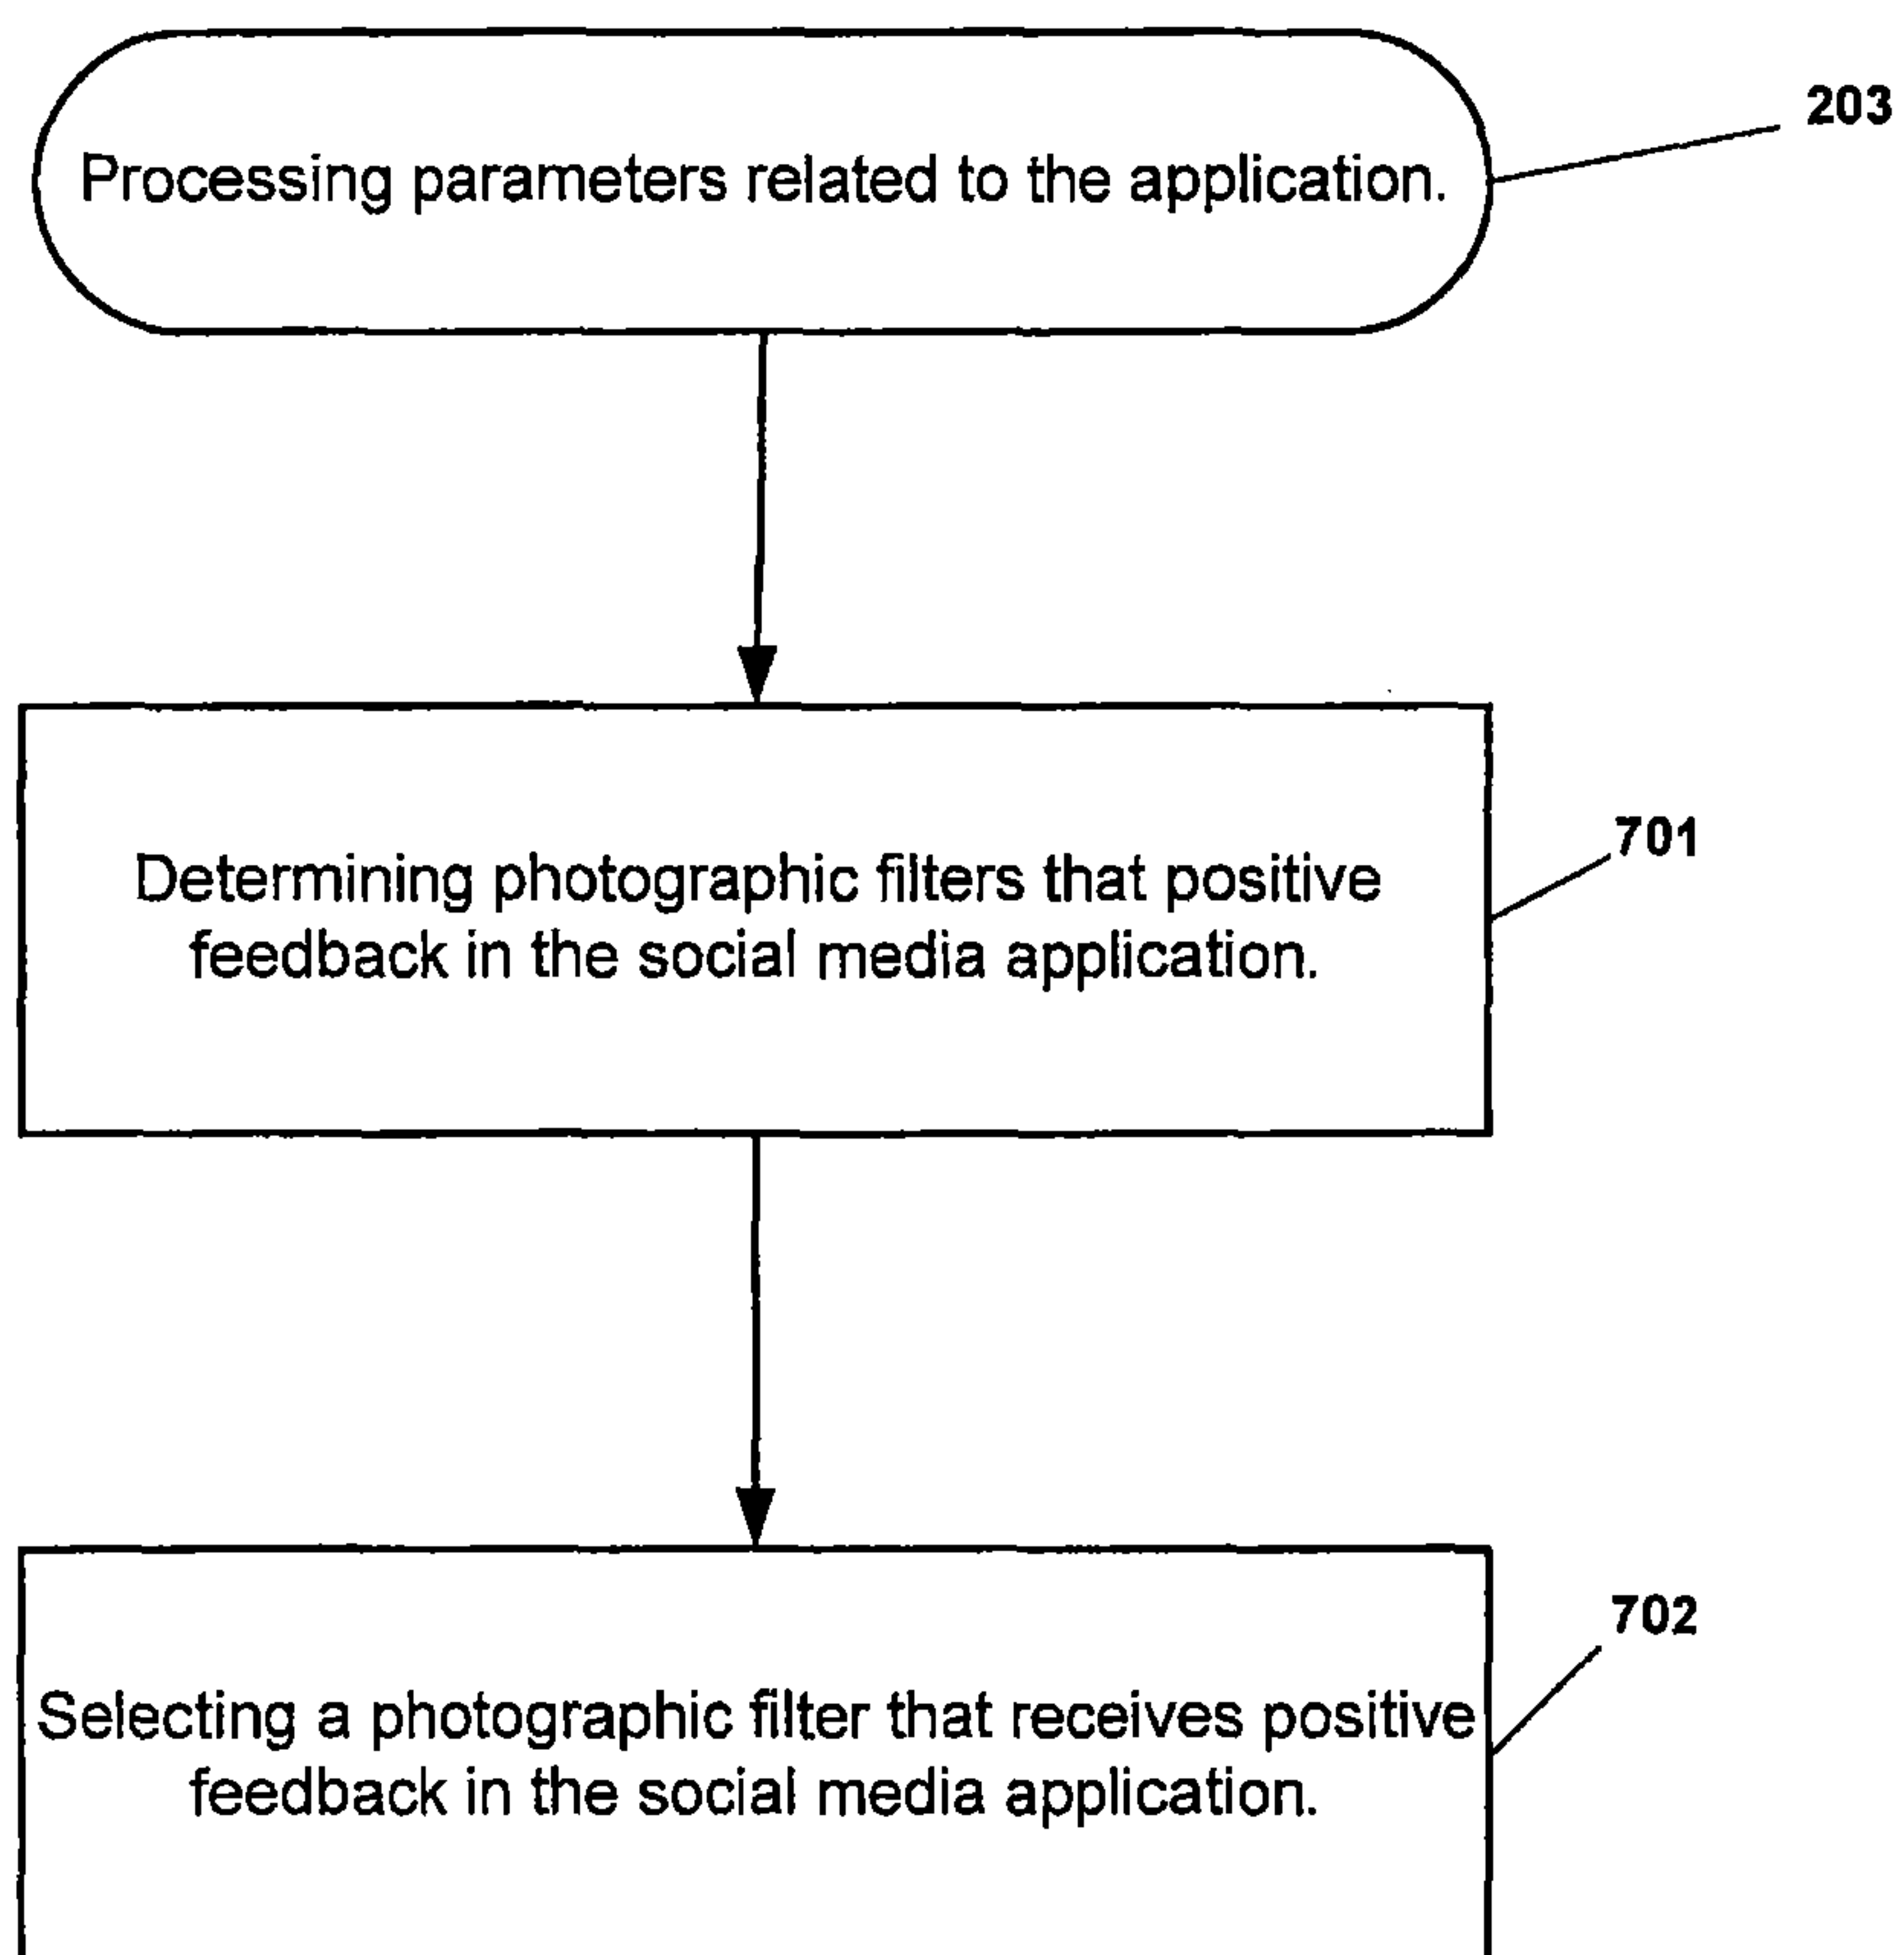 Processing parameters related to the application.
203
Determining photographic filters that positive
feedback in the social media application.
701
Selecting a photographic filter that receives positive
feedback in the social media application.
702